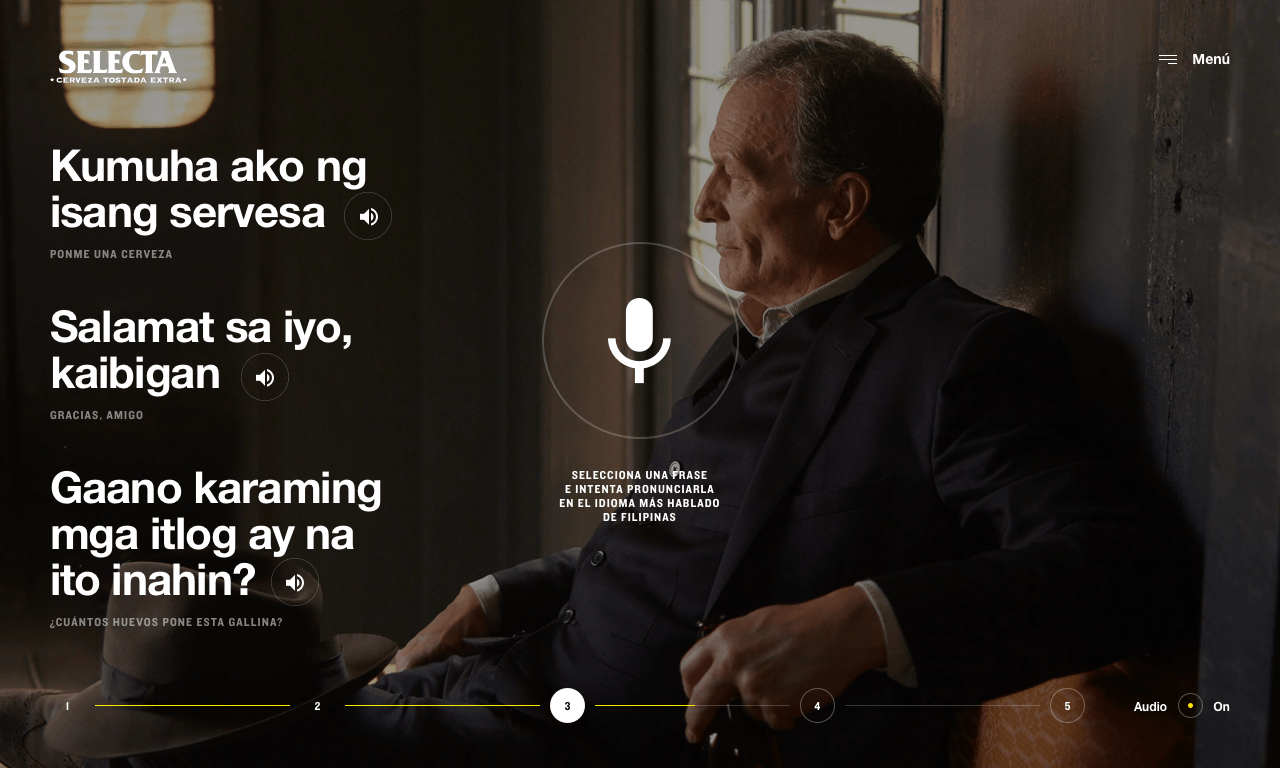 SELECTA
CERVEZA TOSTADA EXTRA
Menú
Kumuha ako ng
isang servesa
PONME UNA CERVEZA
Salamat sa iyo,
kaibigan
GRACIAS, AMIGO
Gaano karaming
mga itlog ay na
ito inahin?
¿CUÁNTOS HUEVOS PONE ESTA GALLINA?
SELECCIONA UNA FRASE
E INTENTA PRONUNCIARLA
EN EL IDIOMA MÁS HABLADO
DE FILIPINAS
1 2 3 4 5
Audio On